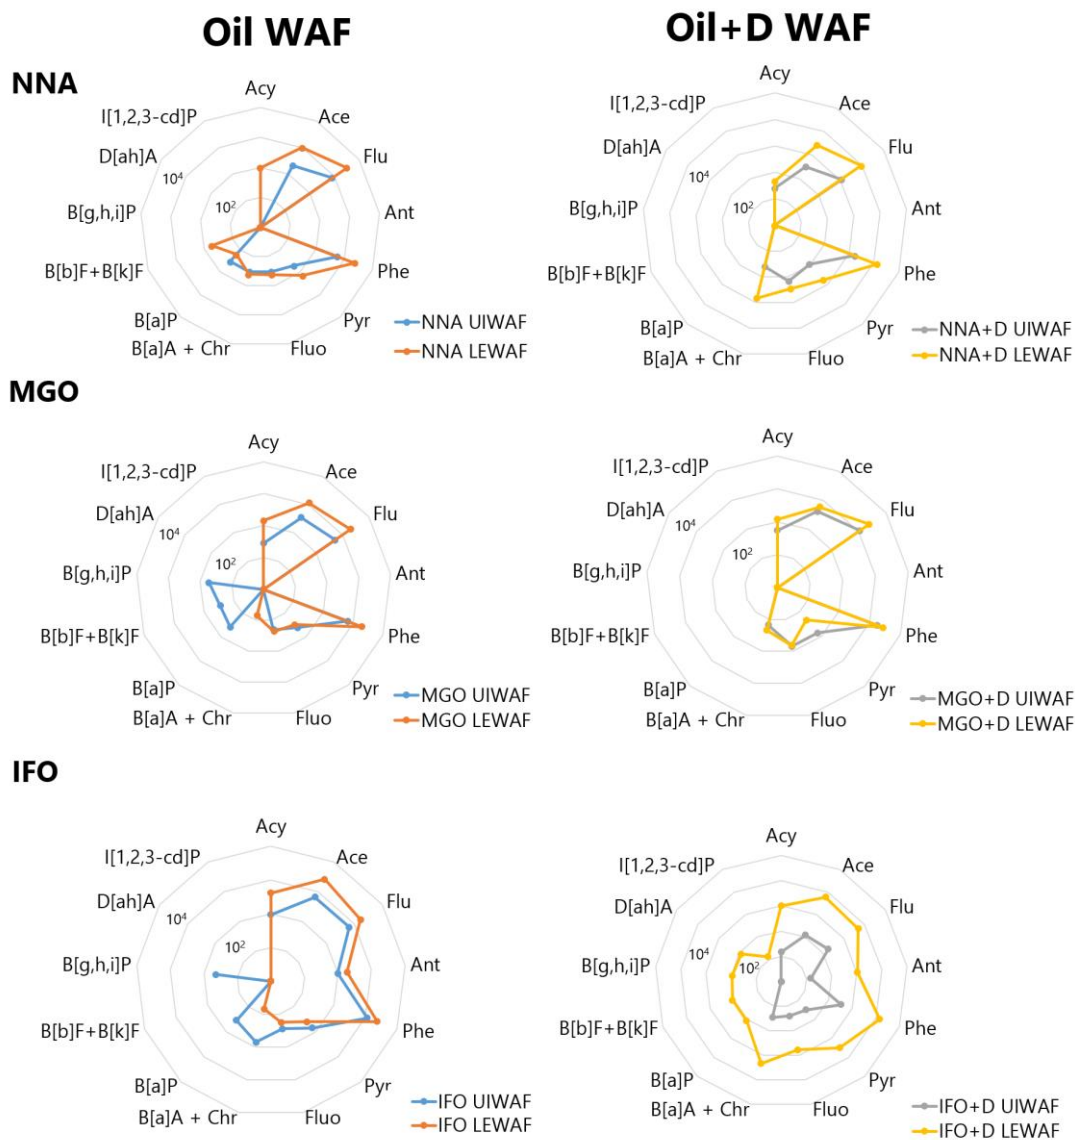 Oil WAF
Oil+D WAF
NNA
Acy
Ace
Flu
Ant
Phe
Pyr
Fluo
B[a]A + Chr
B[a]P
B[b]F+B[k]F
B[g,h,i]P
D[ah]A
I[1,2,3-cd]P
10⁴
10²
NNA UIWAF
NNA LEWAF
Acy
Ace
Flu
Ant
Phe
Pyr
Fluo
B[a]A + Chr
B[a]P
B[b]F+B[k]F
B[g,h,i]P
D[ah]A
I[1,2,3-cd]P
10⁴
10²
NNA+D UIWAF
NNA+D LEWAF
MGO
Acy
Ace
Flu
Ant
Phe
Pyr
Fluo
B[a]A + Chr
B[a]P
B[b]F+B[k]F
B[g,h,i]P
D[ah]A
I[1,2,3-cd]P
10⁴
10²
MGO UIWAF
MGO LEWAF
Acy
Ace
Flu
Ant
Phe
Pyr
Fluo
B[a]A + Chr
B[a]P
B[b]F+B[k]F
B[g,h,i]P
D[ah]A
I[1,2,3-cd]P
10⁴
10²
MGO+D UIWAF
MGO+D LEWAF
IFO
Acy
Ace
Flu
Ant
Phe
Pyr
Fluo
B[a]A + Chr
B[a]P
B[b]F+B[k]F
B[g,h,i]P
D[ah]A
I[1,2,3-cd]P
10⁴
10²
IFO UIWAF
IFO LEWAF
Acy
Ace
Flu
Ant
Phe
Pyr
Fluo
B[a]A + Chr
B[a]P
B[b]F+B[k]F
B[g,h,i]P
D[ah]A
I[1,2,3-cd]P
10⁴
10²
IFO+D UIWAF
IFO+D LEWAF